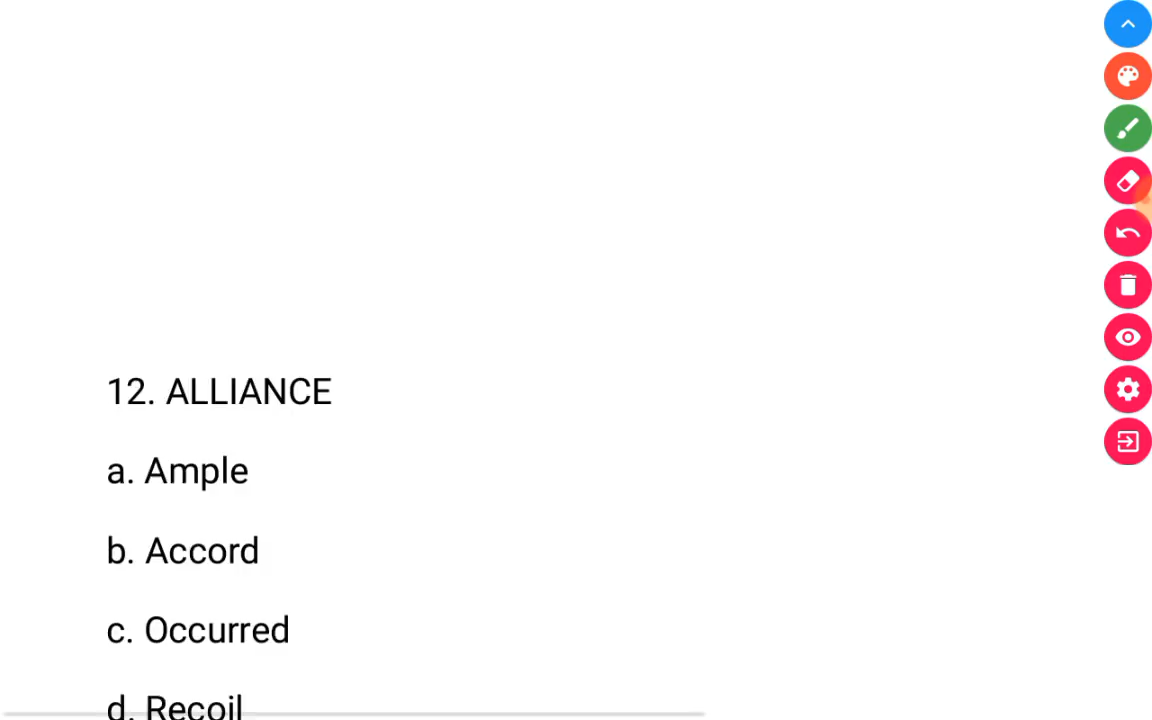 12. ALLIANCE
a. Ample
b. Accord
c. Occurred
d. Recoil